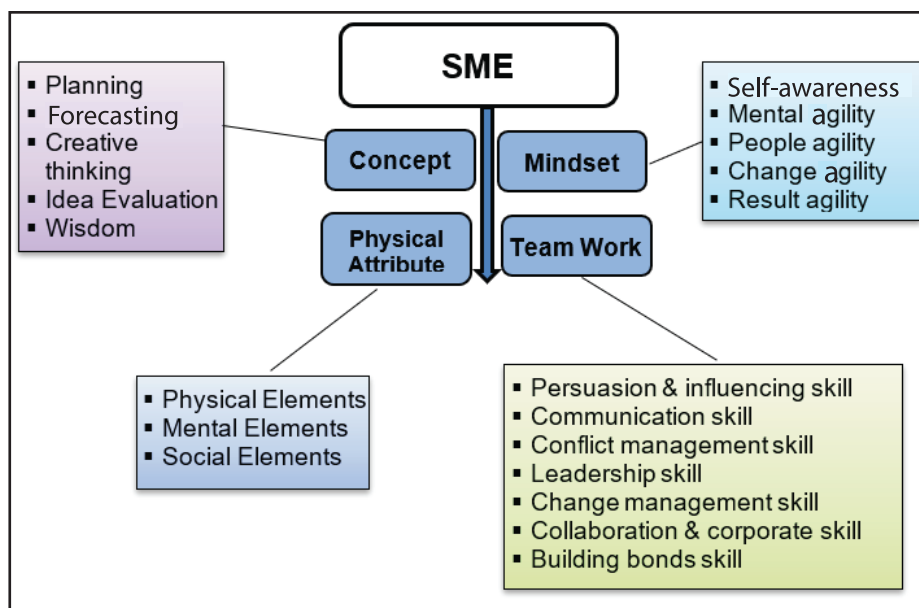 SME
▪ Planning
▪ Forecasting
▪ Creative
thinking
▪ Idea Evaluation
▪ Wisdom
Concept
Mindset
▪ Self-awareness
▪ Mental agility
▪ People agility
▪ Change agility
▪ Result agility
Physical
Attribute
Team Work
▪ Physical Elements
▪ Mental Elements
▪ Social Elements
▪ Persuasion & influencing skill
▪ Communication skill
▪ Conflict management skill
▪ Leadership skill
▪ Change management skill
▪ Collaboration & corporate skill
▪ Building bonds skill